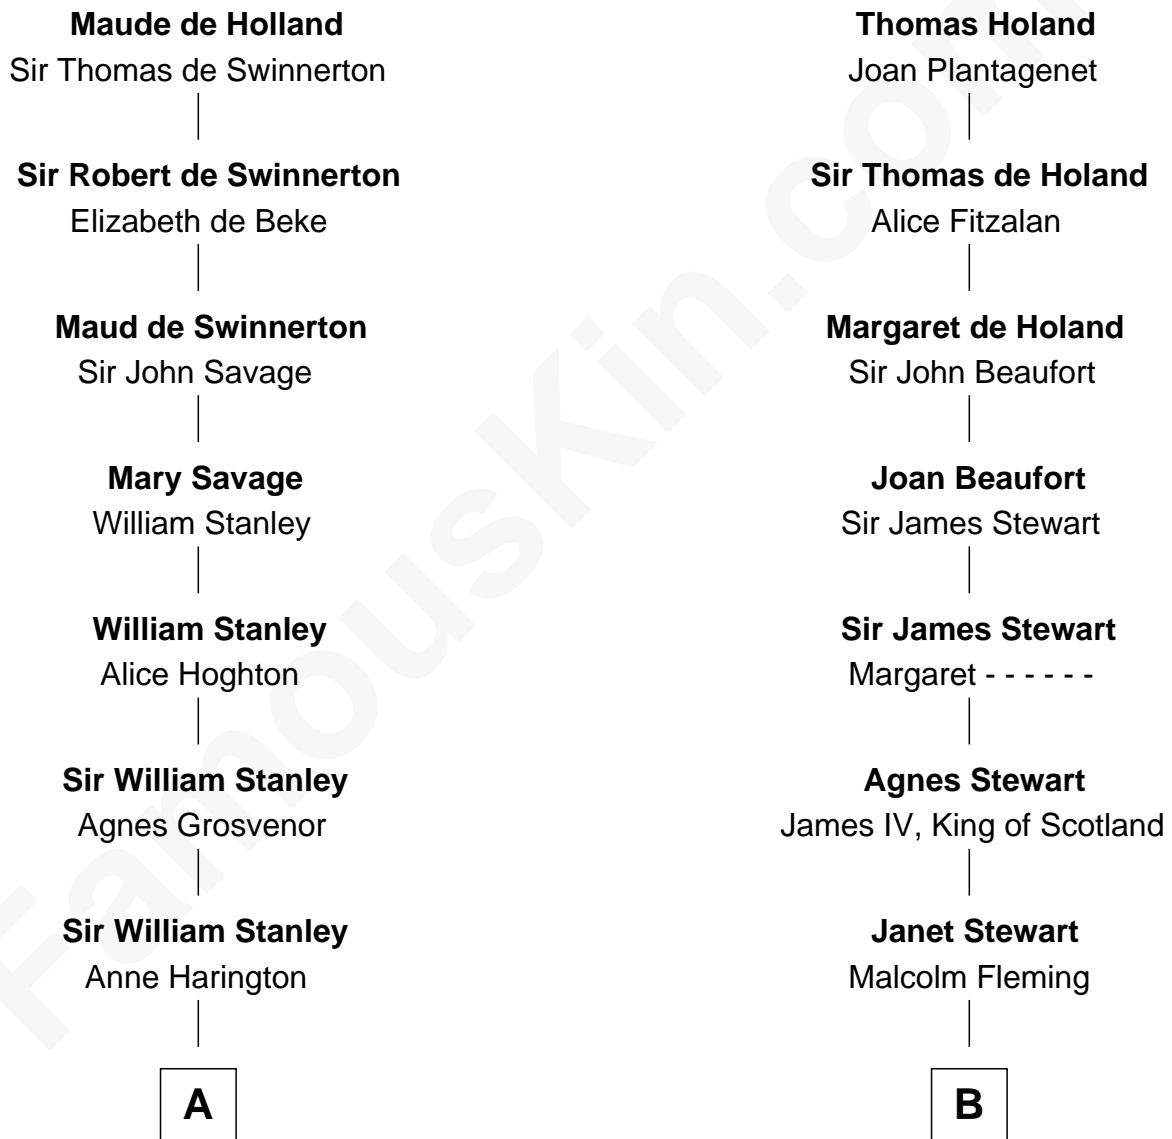 Maude de Holland
Sir Thomas de Swinnerton
Sir Robert de Swinnerton
Elizabeth de Beke
Maud de Swinnerton
Sir John Savage
Mary Savage
William Stanley
William Stanley
Alice Hoghton
Sir William Stanley
Agnes Grosvenor
Sir William Stanley
Anne Harington
A
Thomas Holand
Joan Plantagenet
Sir Thomas de Holand
Alice Fitzalan
Margaret de Holand
Sir John Beaufort
Joan Beaufort
Sir James Stewart
Sir James Stewart
Margaret - - - - - -
Agnes Stewart
James IV, King of Scotland
Janet Stewart
Malcolm Fleming
B
FamousKin.com